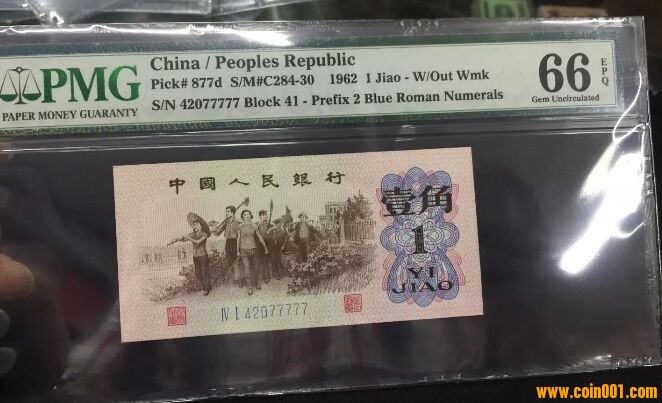 PMG
PAPER MONEY GUARANTY
China / Peoples Republic
Pick# 877d S/M#C284-30 1962 1 Jiao - W/Out Wmk
S/N 42077777 Block 41 - Prefix 2 Blue Roman Numerals
66 EPQ
Gem Uncirculated
中國人民銀行
壹角
1
YI
JIAO
IV I 42077777
www.coin001.com